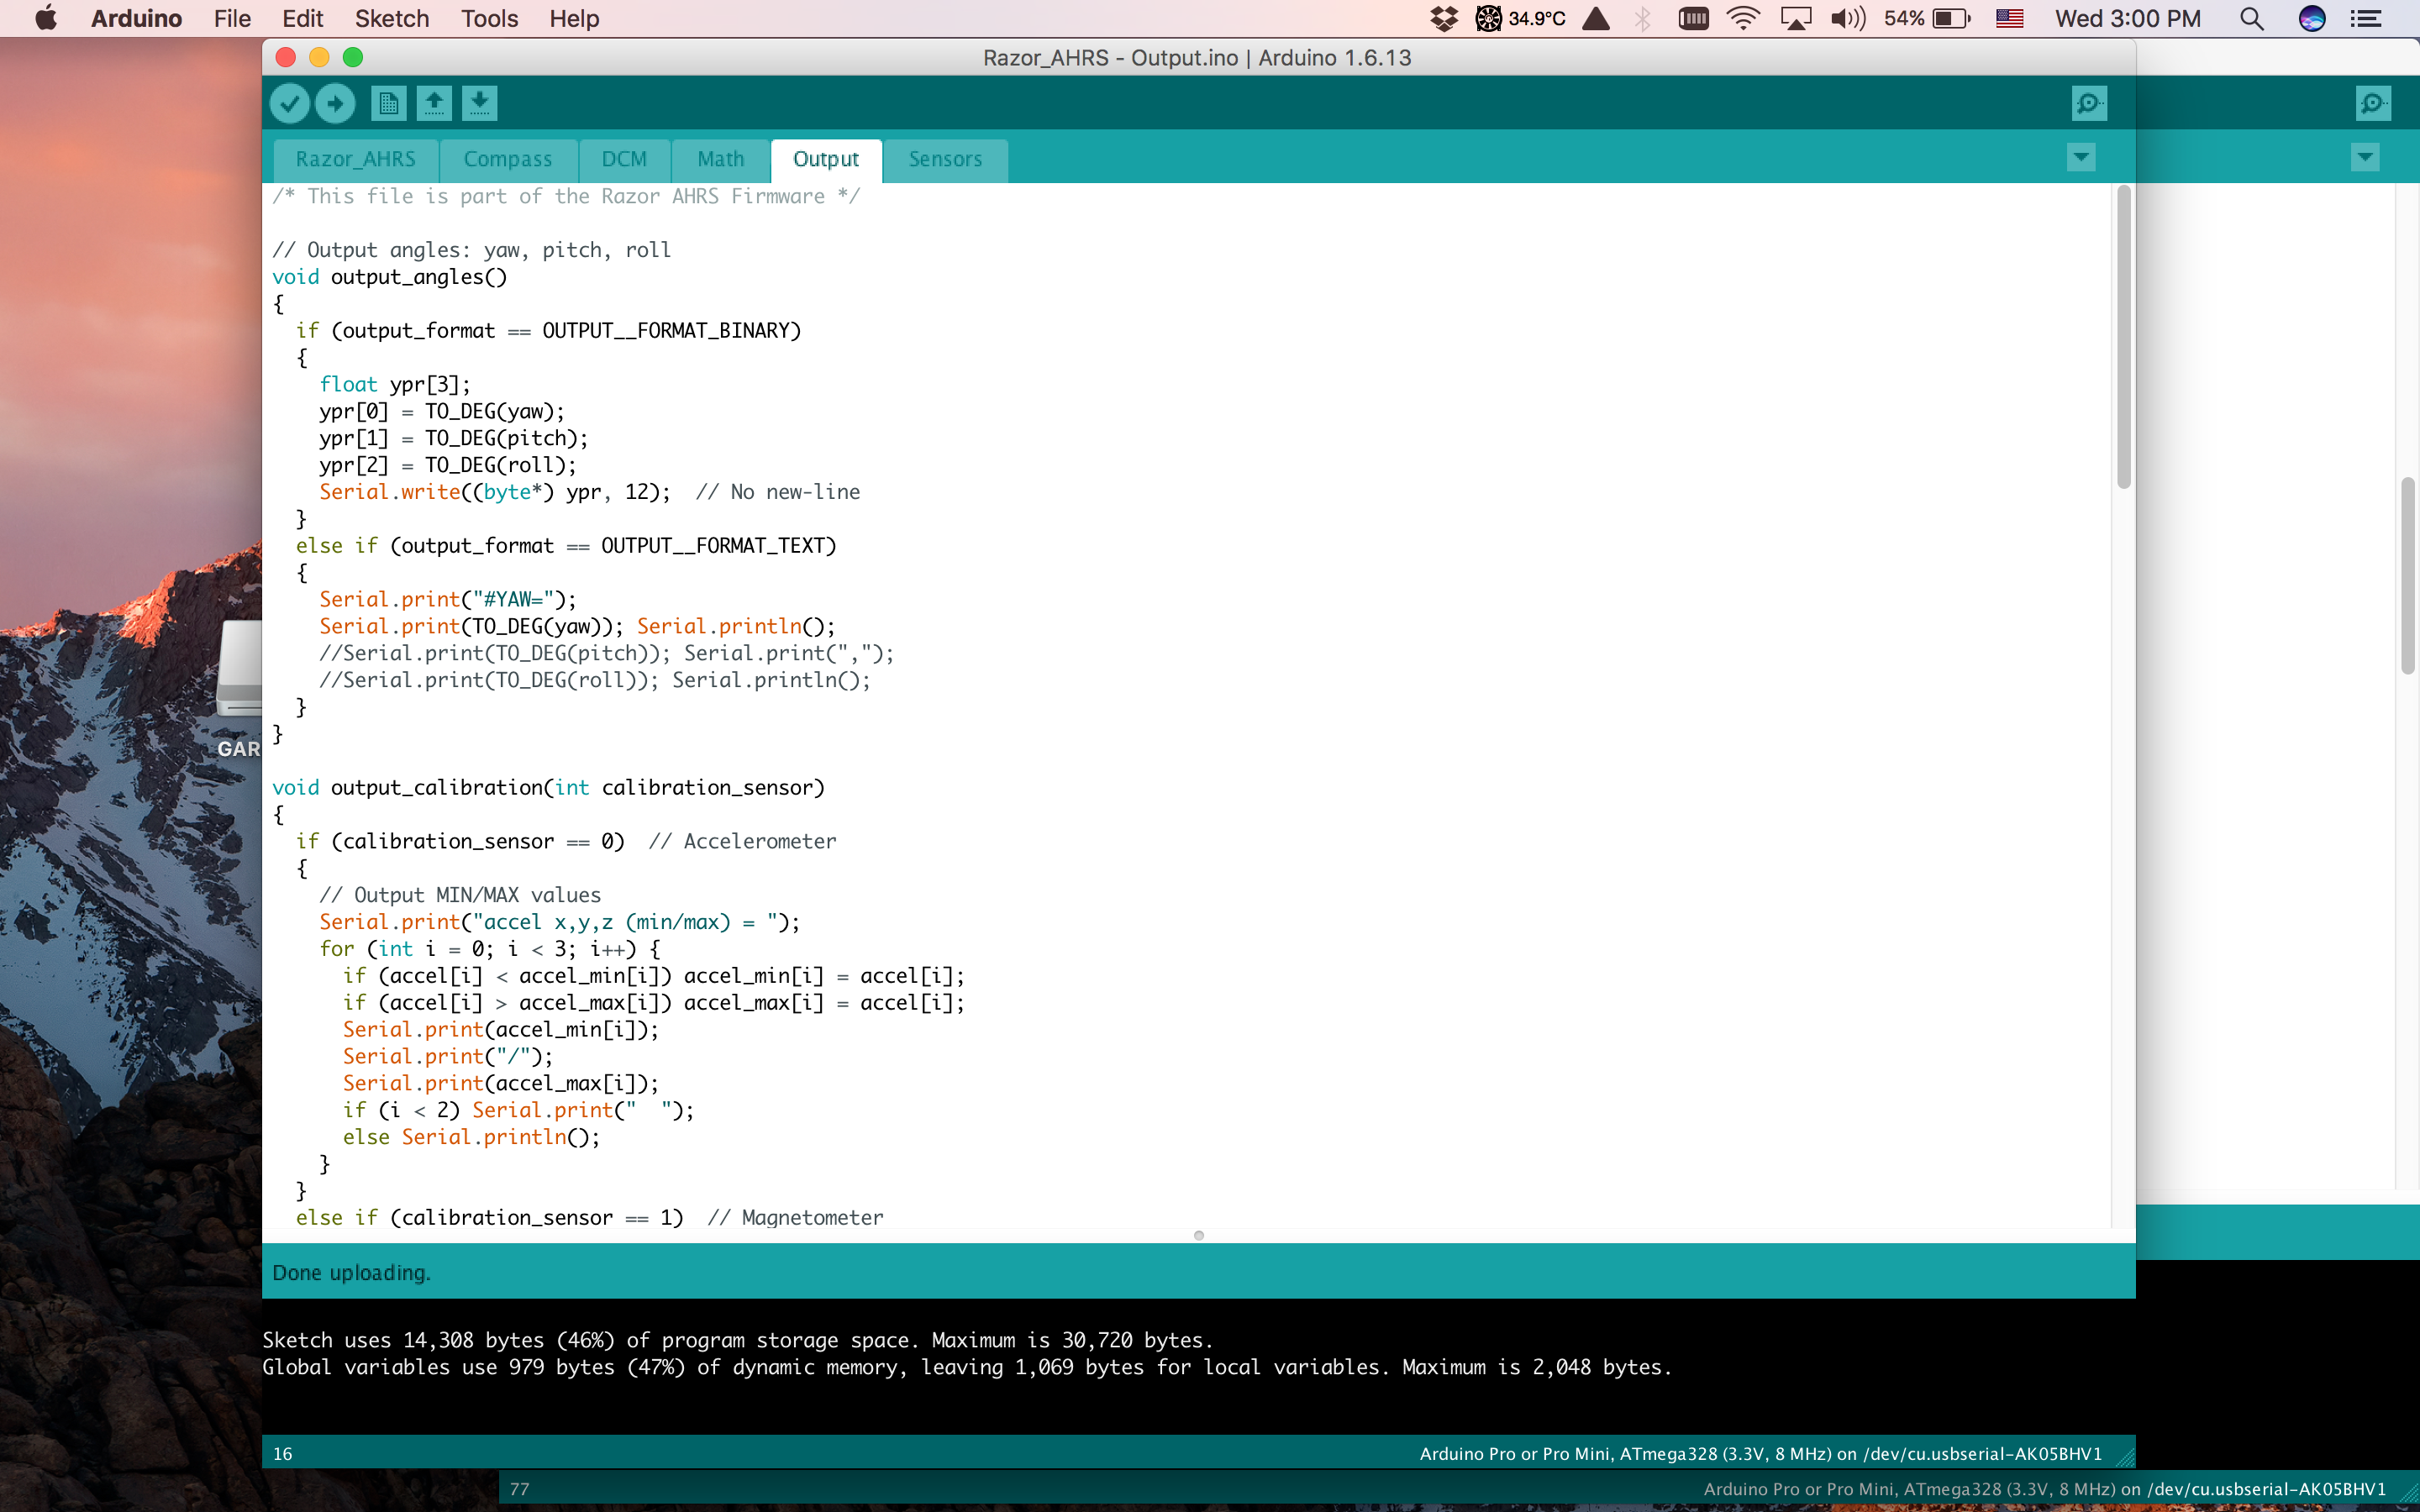 Arduino File Edit Sketch Tools Help 34.9°C 54% Wed 3:00 PM
Razor_AHRS - Output.ino | Arduino 1.6.13
Razor_AHRS Compass DCM Math Output Sensors
/* This file is part of the Razor AHRS Firmware */
// Output angles: yaw, pitch, roll
void output_angles()
{
  if (output_format == OUTPUT__FORMAT_BINARY)
  {
    float ypr[3];
    ypr[0] = TO_DEG(yaw);
    ypr[1] = TO_DEG(pitch);
    ypr[2] = TO_DEG(roll);
    Serial.write((byte*) ypr, 12);  // No new-line
  }
  else if (output_format == OUTPUT__FORMAT_TEXT)
  {
    Serial.print("#YAW=");
    Serial.print(TO_DEG(yaw)); Serial.println();
    //Serial.print(TO_DEG(pitch)); Serial.print(",");
    //Serial.print(TO_DEG(roll)); Serial.println();
  }
}
GAR
void output_calibration(int calibration_sensor)
{
  if (calibration_sensor == 0)  // Accelerometer
  {
    // Output MIN/MAX values
    Serial.print("accel x,y,z (min/max) = ");
    for (int i = 0; i < 3; i++) {
      if (accel[i] < accel_min[i]) accel_min[i] = accel[i];
      if (accel[i] > accel_max[i]) accel_max[i] = accel[i];
      Serial.print(accel_min[i]);
      Serial.print("/");
      Serial.print(accel_max[i]);
      if (i < 2) Serial.print("  ");
      else Serial.println();
    }
  }
  else if (calibration_sensor == 1)  // Magnetometer
Done uploading.
Sketch uses 14,308 bytes (46%) of program storage space. Maximum is 30,720 bytes.
Global variables use 979 bytes (47%) of dynamic memory, leaving 1,069 bytes for local variables. Maximum is 2,048 bytes.
16 Arduino Pro or Pro Mini, ATmega328 (3.3V, 8 MHz) on /dev/cu.usbserial-AK05BHV1
77 Arduino Pro or Pro Mini, ATmega328 (3.3V, 8 MHz) on /dev/cu.usbserial-AK05BHV1